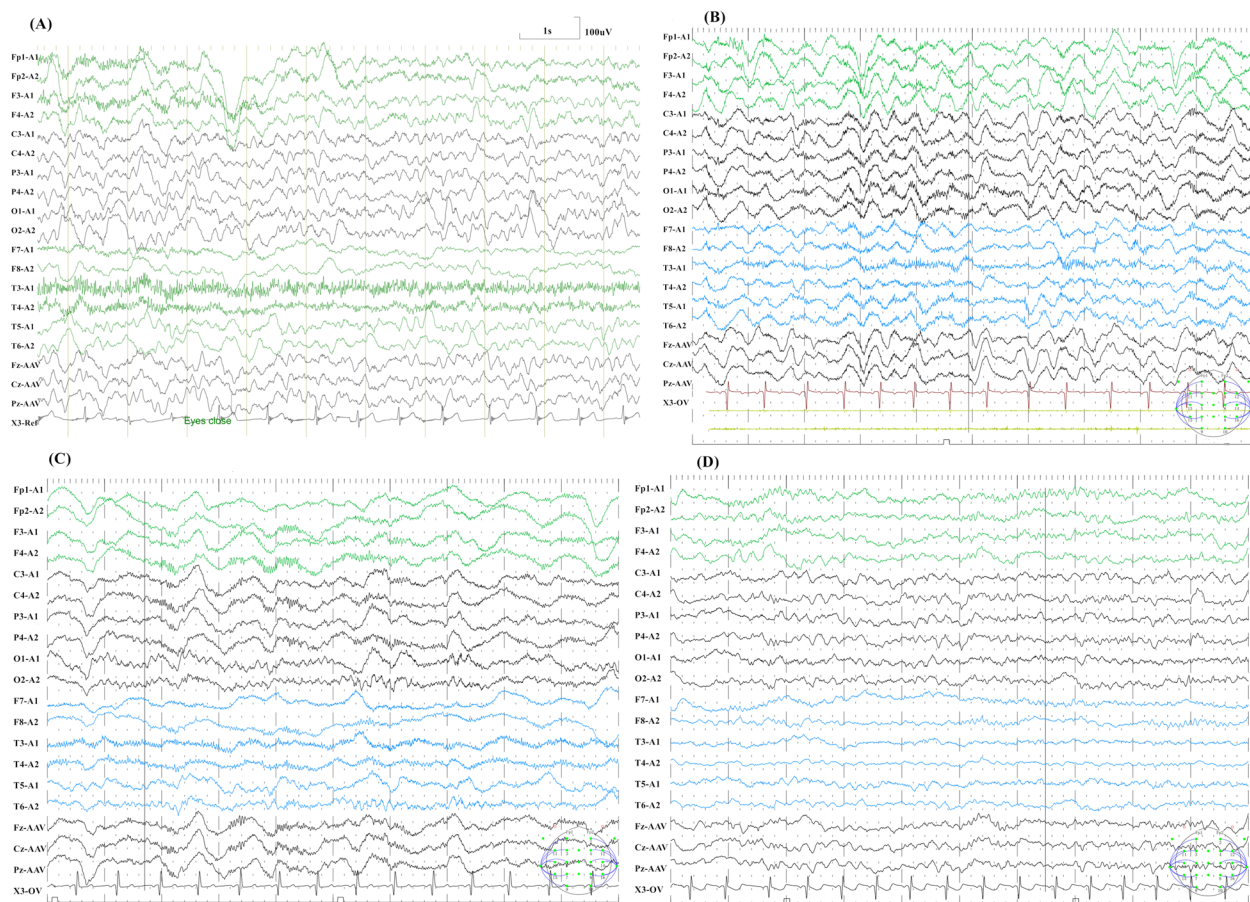 (A)
1s
100uV
Fp1-A1
Fp2-A2
F3-A1
F4-A2
C3-A1
C4-A2
P3-A1
P4-A2
O1-A1
O2-A2
F7-A1
F8-A2
T3-A1
T4-A2
T5-A1
T6-A2
Fz-AAV
Cz-AAV
Pz-AAV
X3-Ref
Eyes close
(B)
Fp1-A1
Fp2-A2
F3-A1
F4-A2
C3-A1
C4-A2
P3-A1
P4-A2
O1-A1
O2-A2
F7-A1
F8-A2
T3-A1
T4-A2
T5-A1
T6-A2
Fz-AAV
Cz-AAV
Pz-AAV
X3-OV
(C)
Fp1-A1
Fp2-A2
F3-A1
F4-A2
C3-A1
C4-A2
P3-A1
P4-A2
O1-A1
O2-A2
F7-A1
F8-A2
T3-A1
T4-A2
T5-A1
T6-A2
Fz-AAV
Cz-AAV
Pz-AAV
X3-OV
(D)
Fp1-A1
Fp2-A2
F3-A1
F4-A2
C3-A1
C4-A2
P3-A1
P4-A2
O1-A1
O2-A2
F7-A1
F8-A2
T3-A1
T4-A2
T5-A1
T6-A2
Fz-AAV
Cz-AAV
Pz-AAV
X3-OV